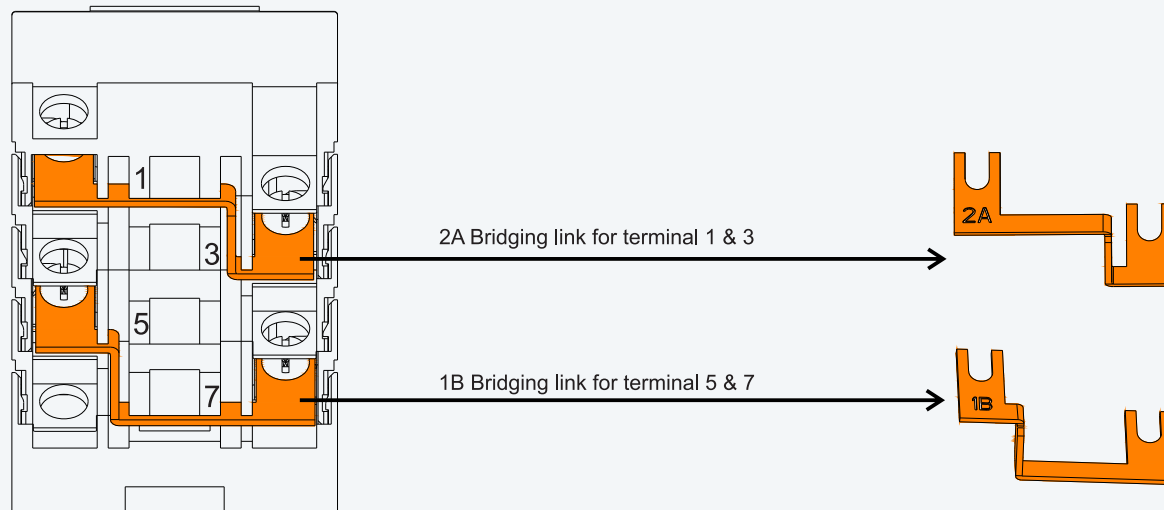 1
3
2A Bridging link for terminal 1 & 3
2A
5
7
1B Bridging link for terminal 5 & 7
1B